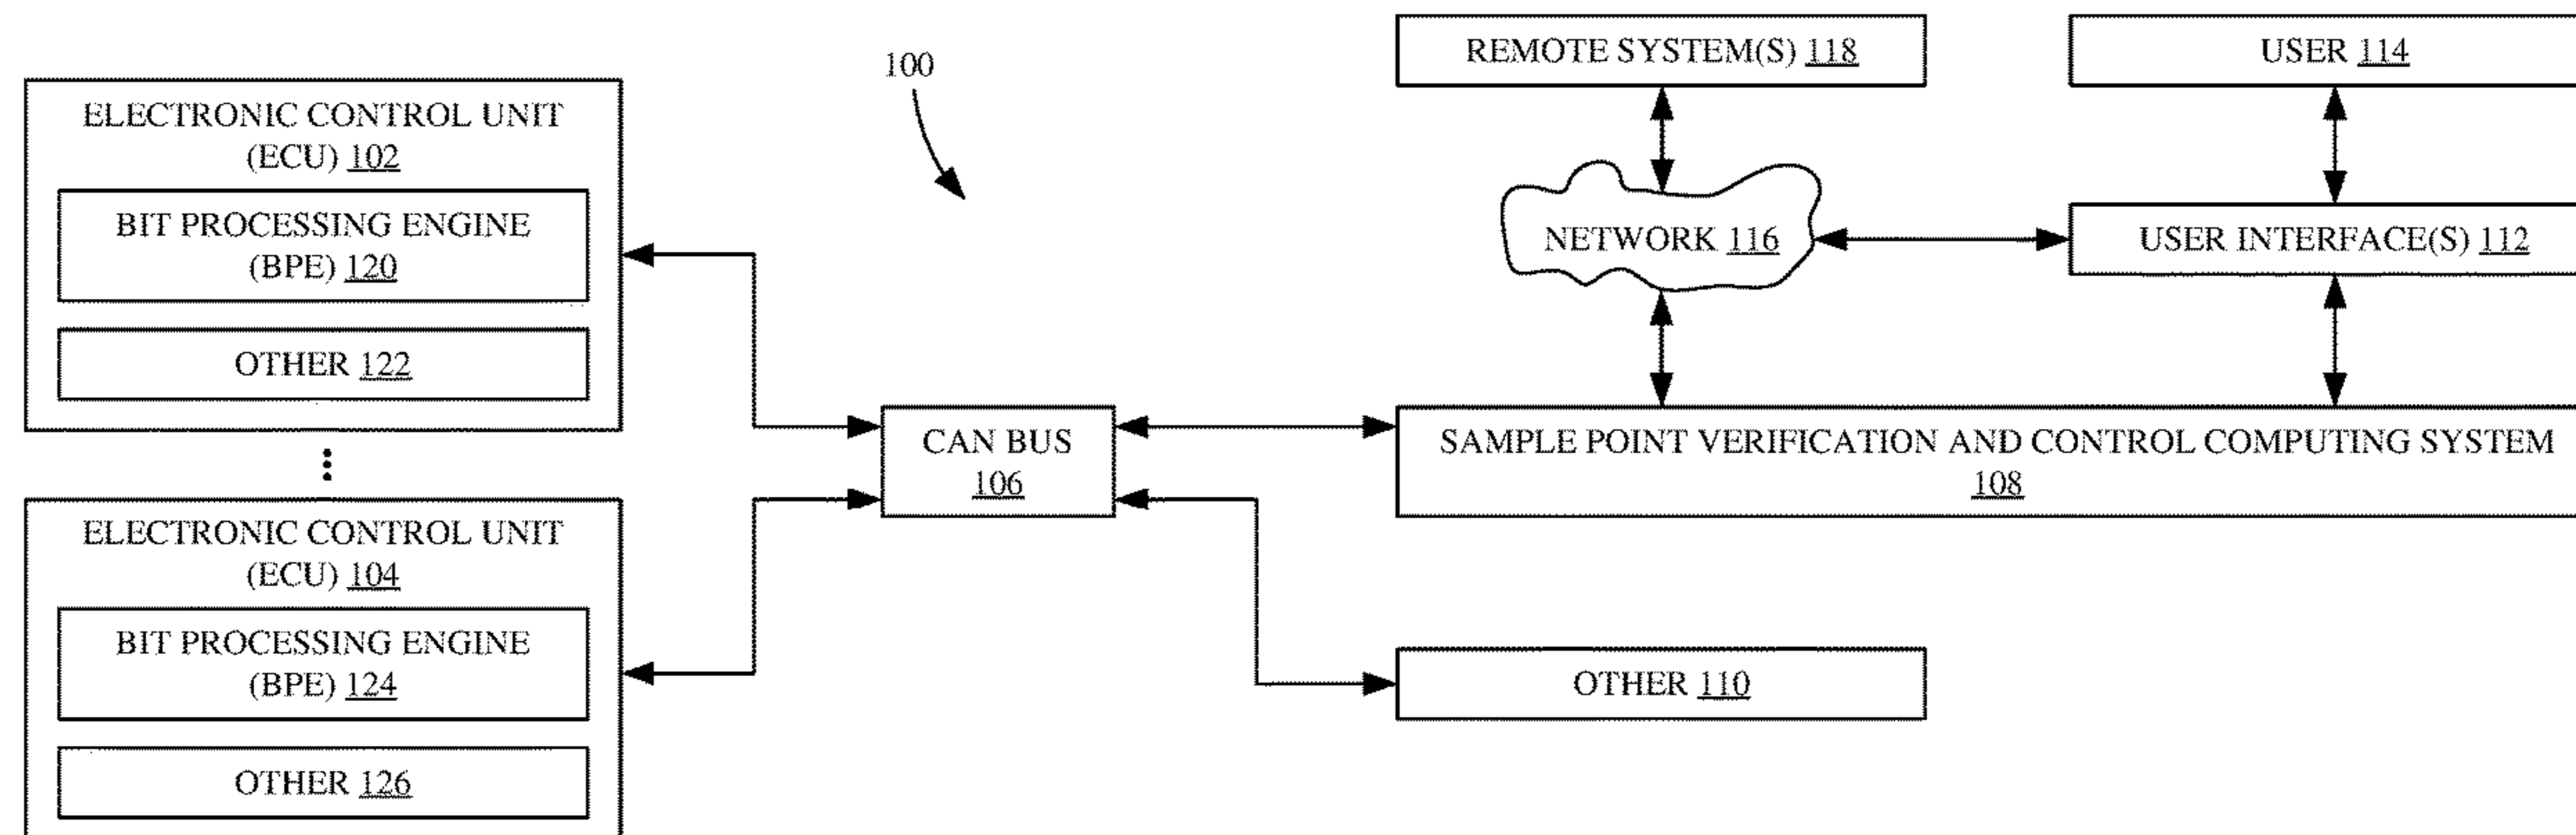 100
REMOTE SYSTEM(S) 118
USER 114
ELECTRONIC CONTROL UNIT
(ECU) 102
BIT PROCESSING ENGINE
(BPE) 120
OTHER 122
NETWORK 116
USER INTERFACE(S) 112
CAN BUS
106
SAMPLE POINT VERIFICATION AND CONTROL COMPUTING SYSTEM
108
ELECTRONIC CONTROL UNIT
(ECU) 104
BIT PROCESSING ENGINE
(BPE) 124
OTHER 126
OTHER 110